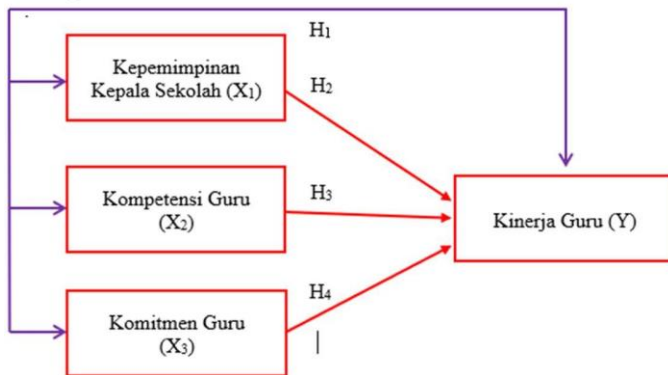 H₁
Kepemimpinan
Kepala Sekolah (X₁)
H₂
Kompetensi Guru
(X₂)
H₃
Kinerja Guru (Y)
Komitmen Guru
(X₃)
H₄